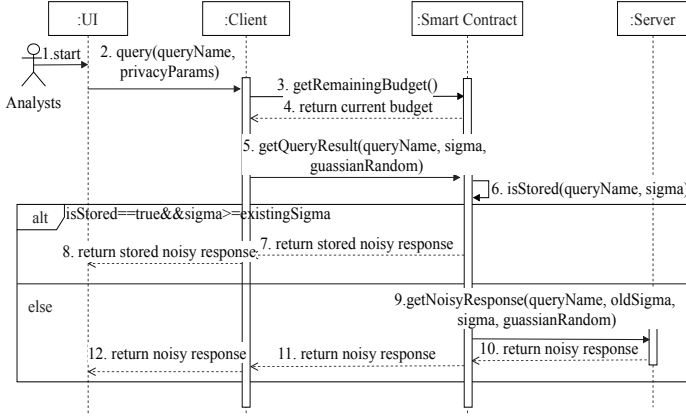 :UI
:Client
:Smart Contract
:Server
1.start
Analysts
2. query(queryName,
privacyParams)
3. getRemainingBudget()
4. return current budget
5. getQueryResult(queryName, sigma,
guassianRandom)
6. isStored(queryName, sigma)
alt
isStored==true&&sigma>=existingSigma
7. return stored noisy response
8. return stored noisy response
else
9.getNoisyResponse(queryName, oldSigma,
sigma, guassianRandom)
10. return noisy response
11. return noisy response
12. return noisy response